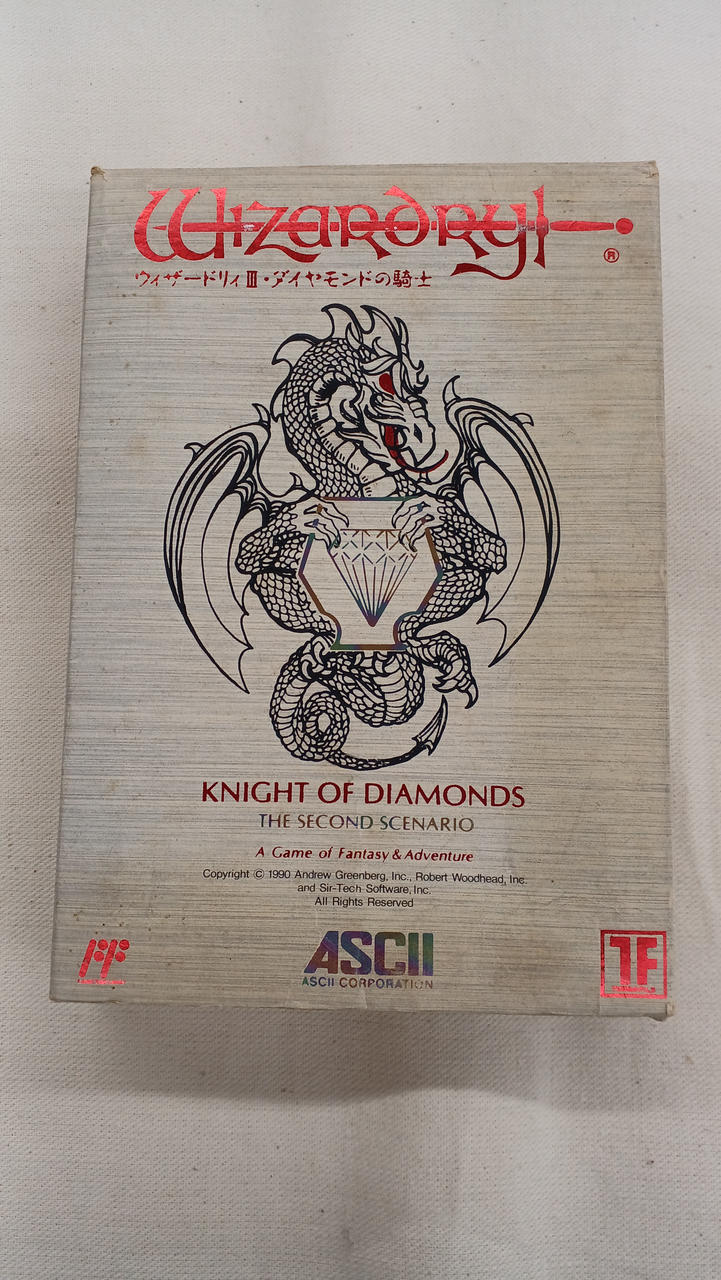 Wizardry
®
ウィザードリィⅢ・ダイヤモンドの騎士
KNIGHT OF DIAMONDS
THE SECOND SCENARIO
A Game of Fantasy & Adventure
Copyright © 1990 Andrew Greenberg, Inc., Robert Woodhead, Inc.
and Sir-Tech Software, Inc.
All Rights Reserved
ASCII
ASCII CORPORATION